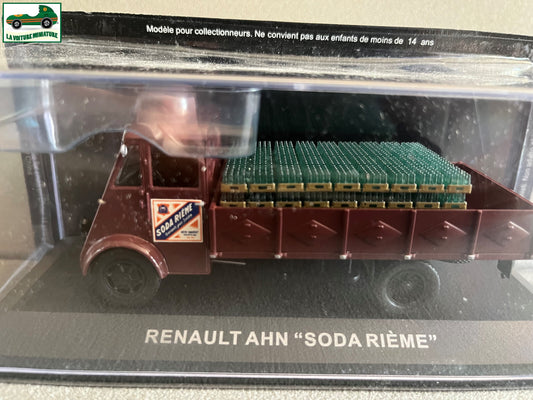 LA VOITURE MINIATURE
Modèle pour collectionneurs. Ne convient pas aux enfants de moins de 14 ans
SODA RIÈME
RENAULT AHN "SODA RIÈME"